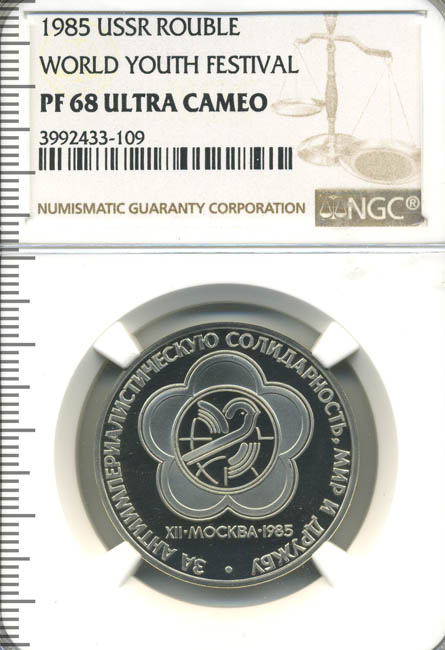 1985 USSR ROUBLE
WORLD YOUTH FESTIVAL
PF 68 ULTRA CAMEO
3992433-109
NUMISMATIC GUARANTY CORPORATION
NGC®
ЗА АНТИИМПЕРИАЛИСТИЧЕСКУЮ СОЛИДАРНОСТЬ, МИР И ДРУЖБУ
XII·МОСКВА·1985